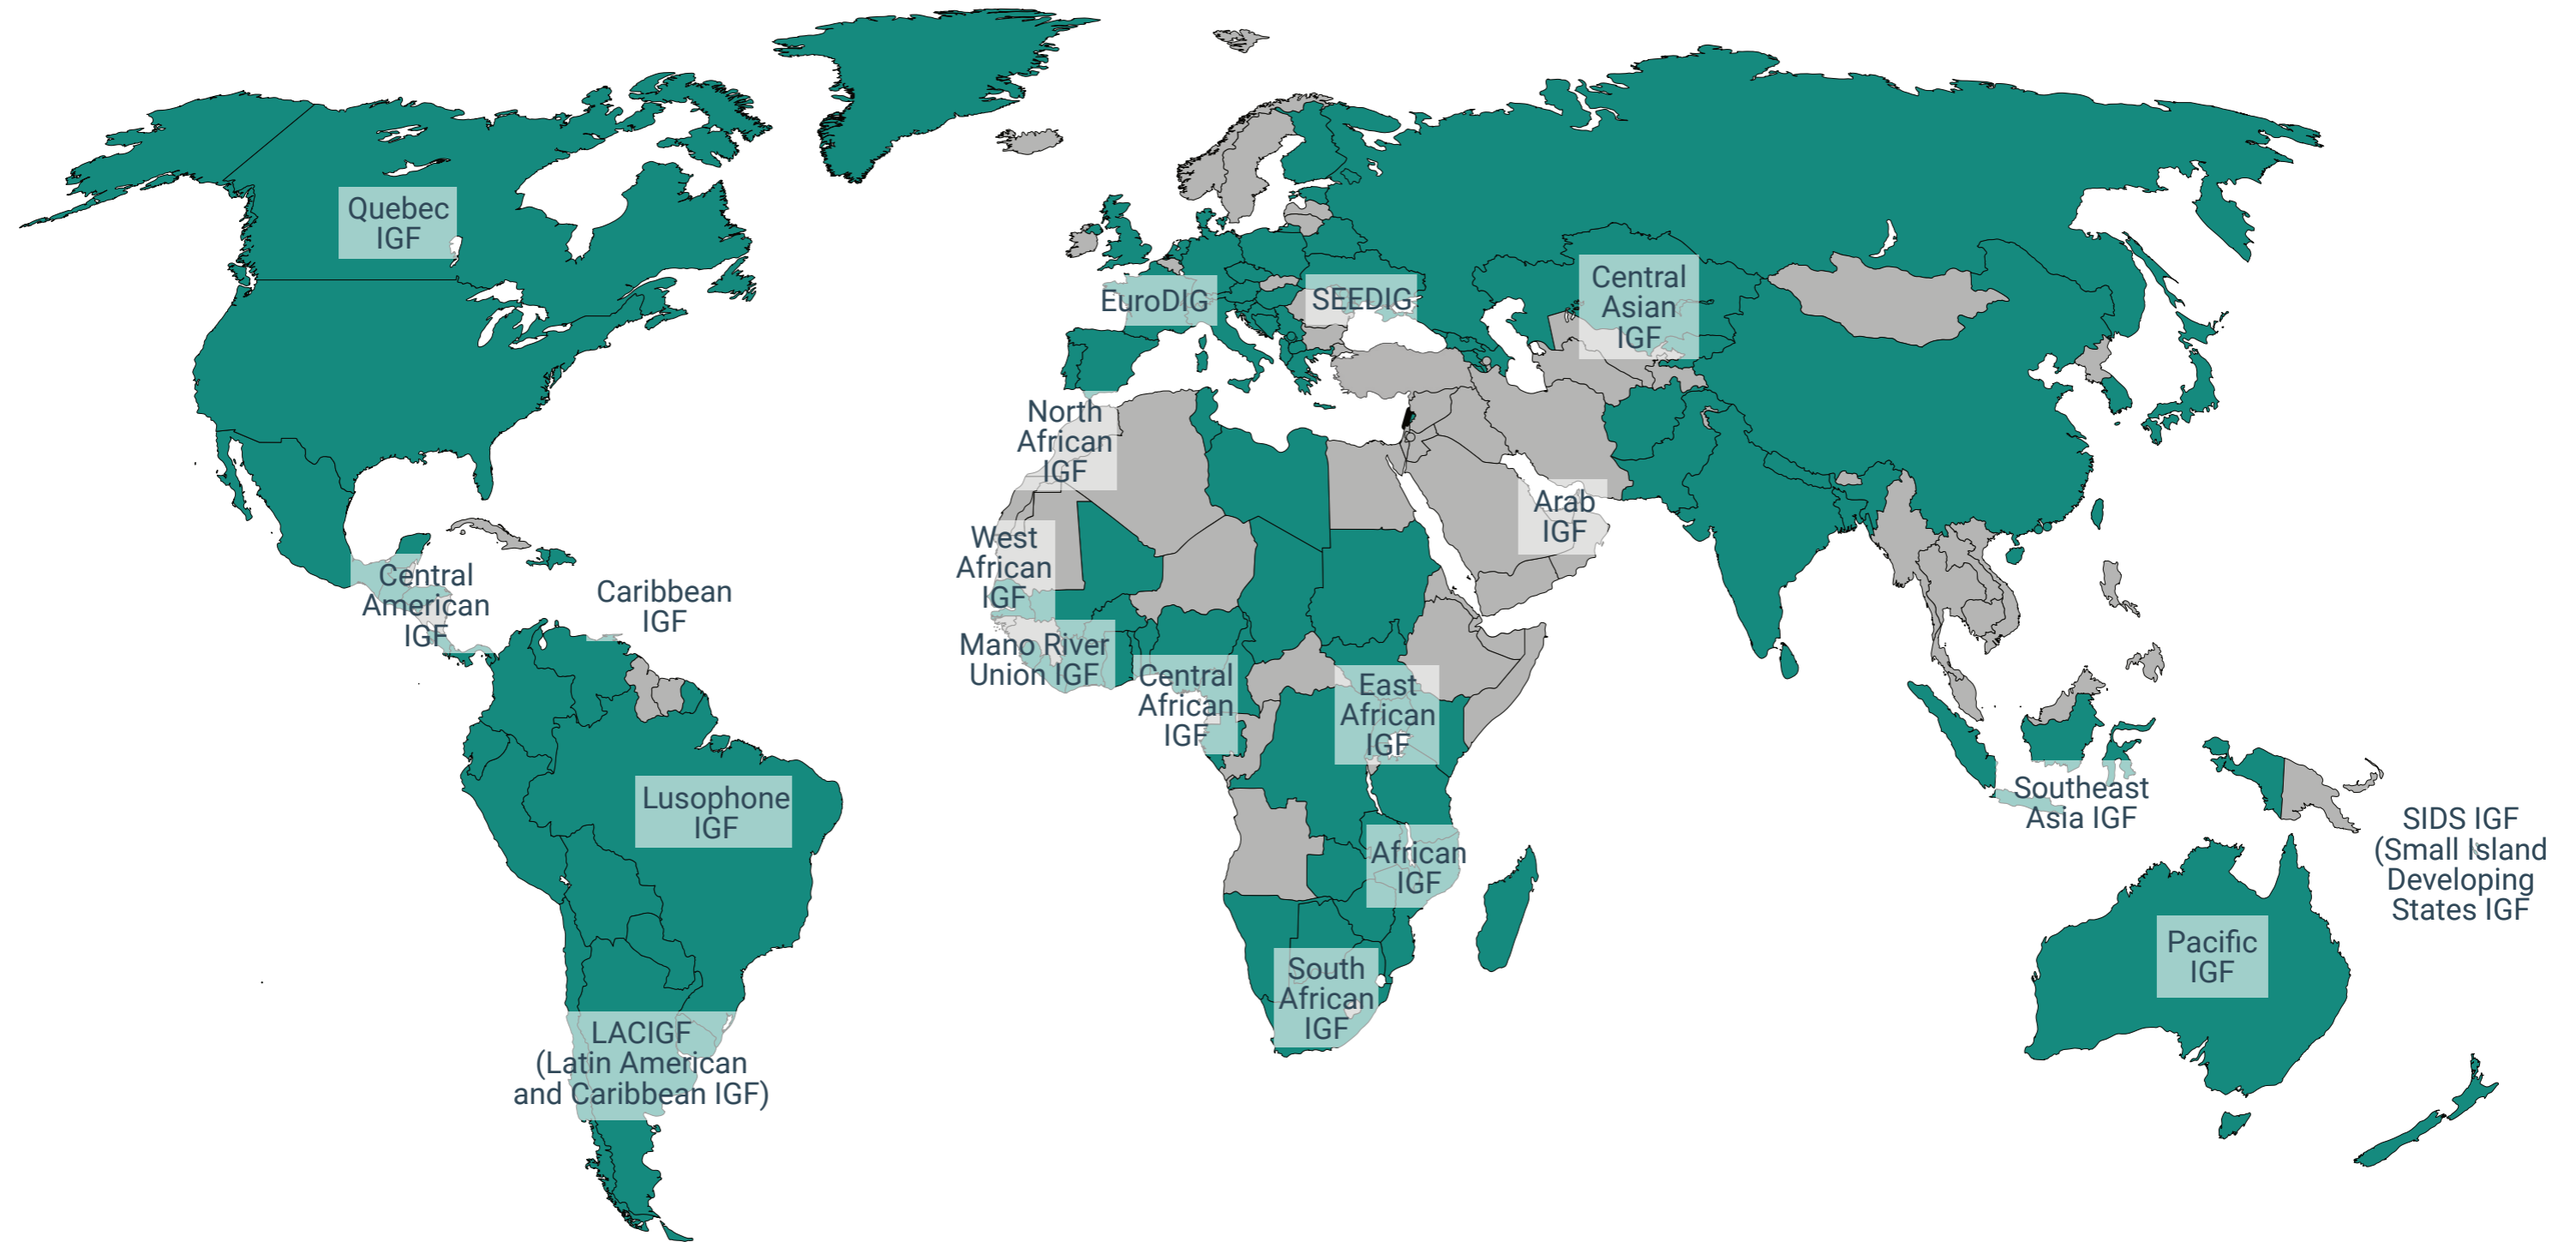 Quebec
IGF
EuroDIG
SEEDIG
Central
Asian
IGF
North
African
IGF
Arab
IGF
West
African
IGF
Central
American
IGF
Caribbean
IGF
Mano River
Union IGF
Central
African
IGF
East
African
IGF
Lusophone
IGF
Southeast
Asia IGF
SIDS IGF
(Small Island
Developing
States IGF
African
IGF
Pacific
IGF
South
African
IGF
LACIGF
(Latin American
and Caribbean IGF)